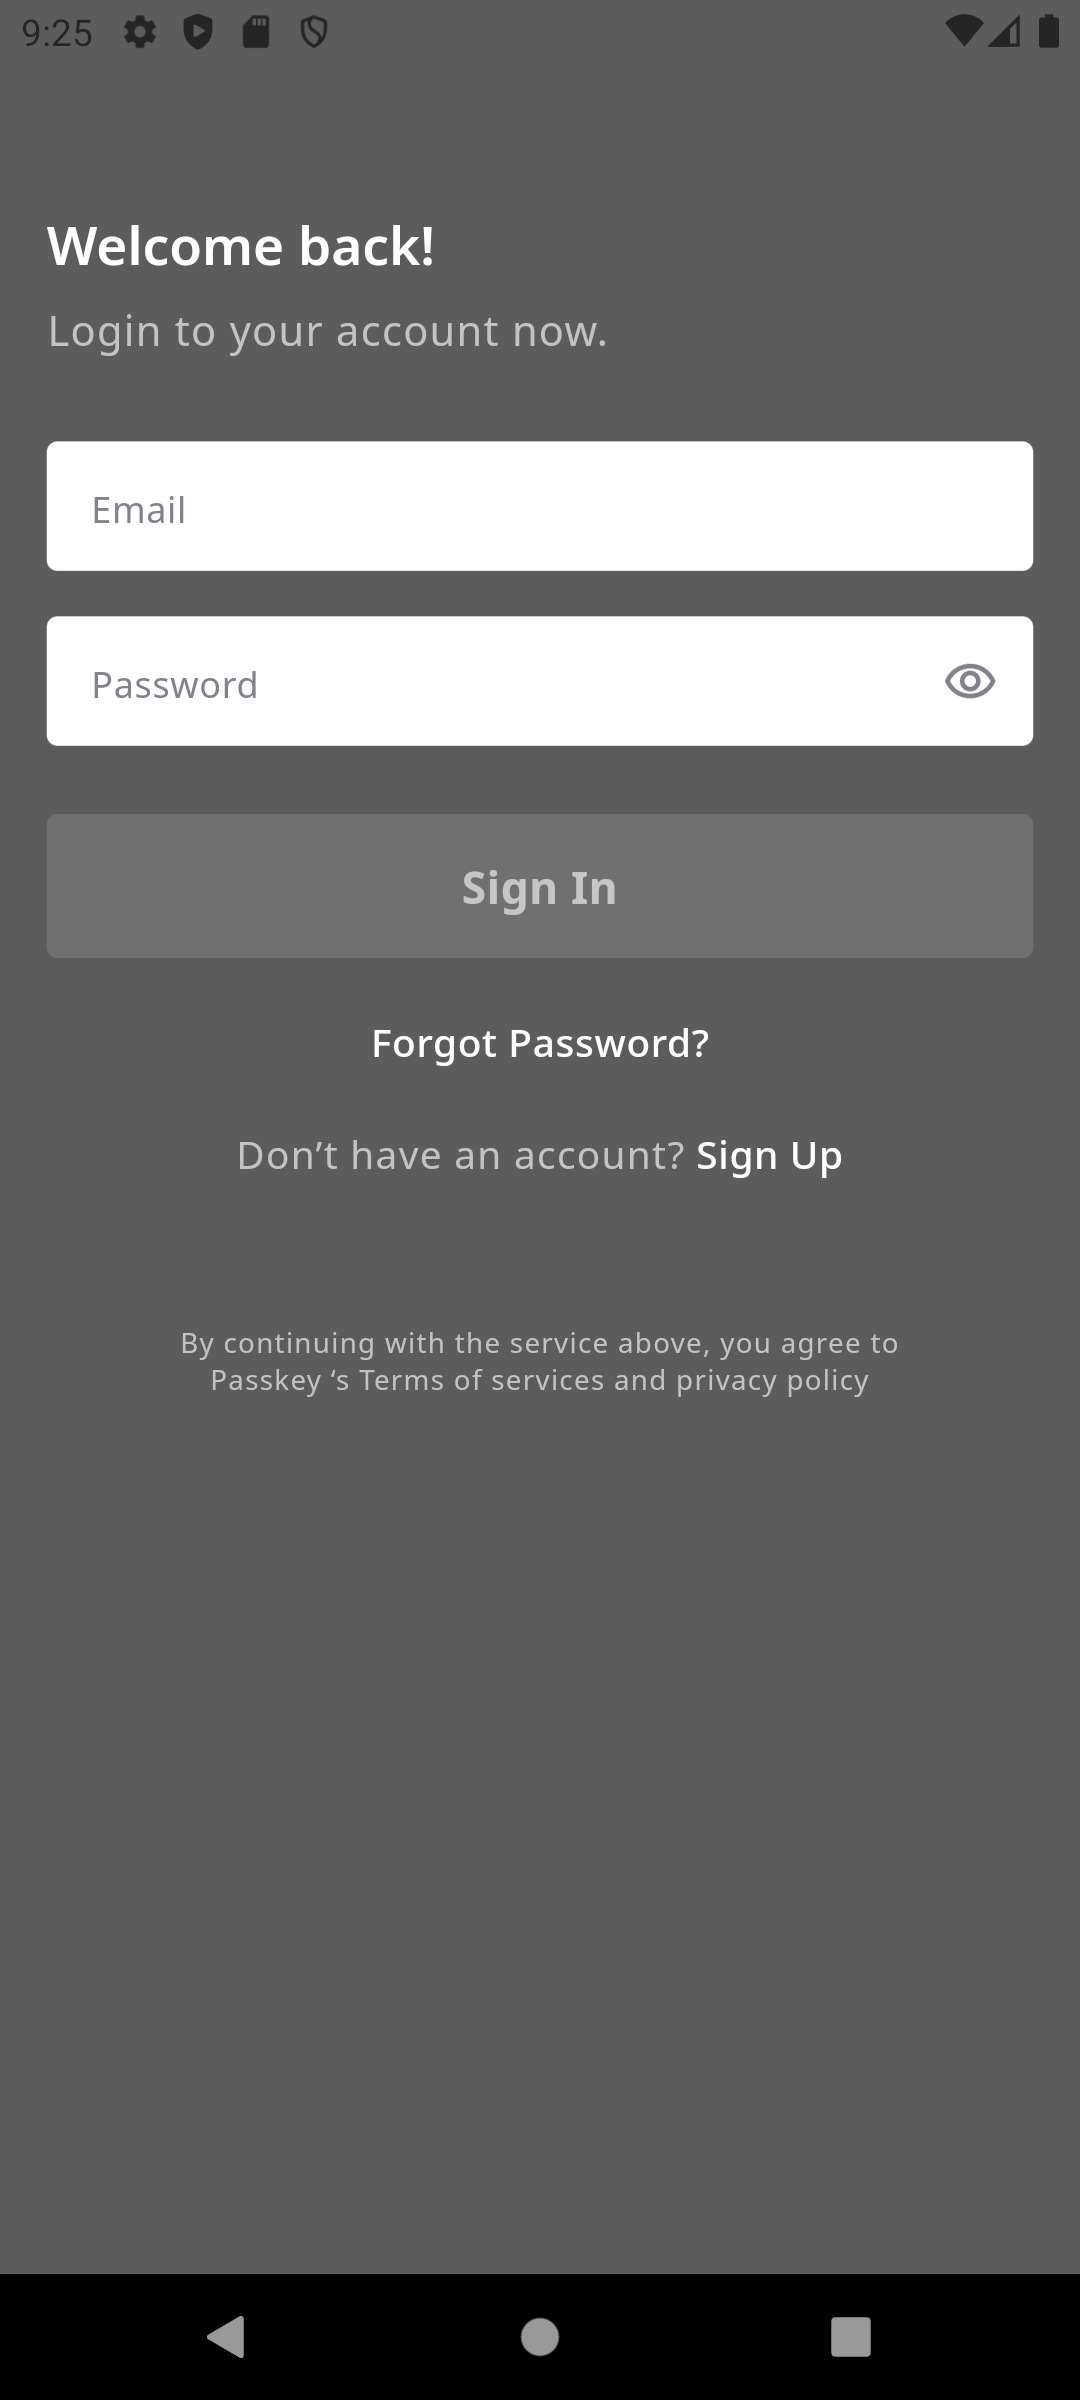 9:25
Welcome back!
Login to your account now.
Email
Password
Sign In
Forgot Password?
Don’t have an account? Sign Up
By continuing with the service above, you agree to
Passkey ‘s Terms of services and privacy policy